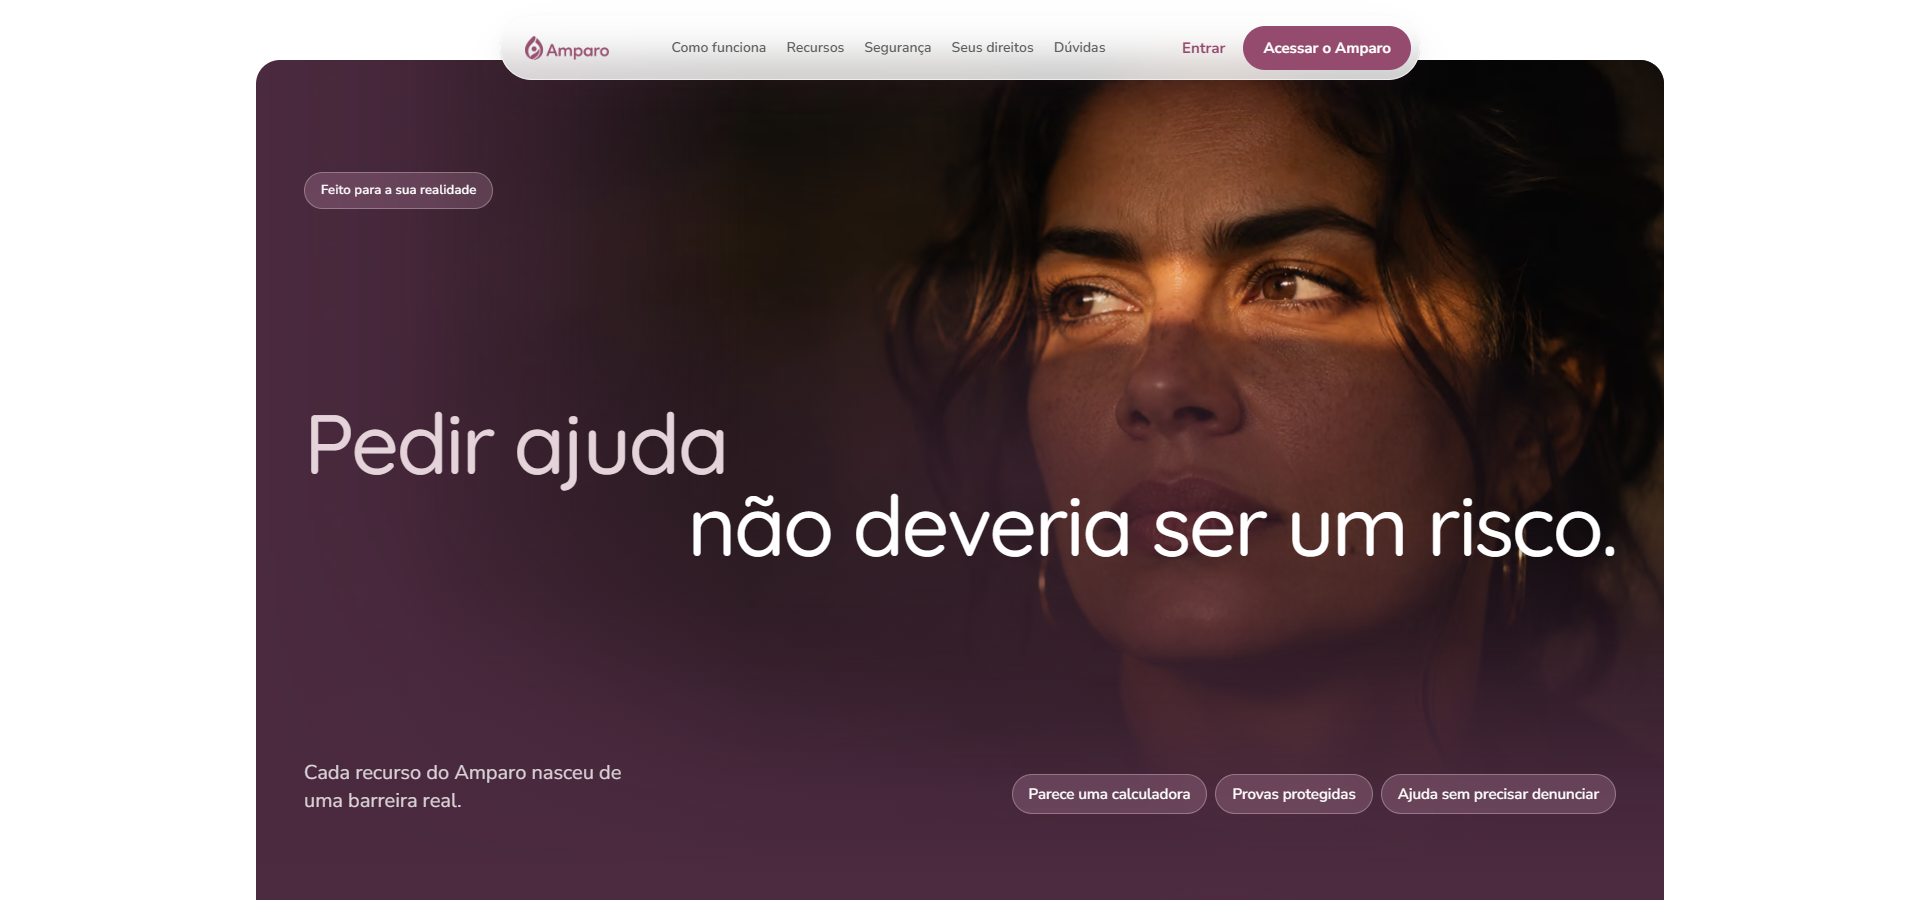 Amparo
Como funciona
Recursos
Segurança
Seus direitos
Dúvidas
Entrar
Acessar o Amparo
Feito para a sua realidade
Pedir ajuda
não deveria ser um risco.
Cada recurso do Amparo nasceu de
uma barreira real.
Parece uma calculadora
Provas protegidas
Ajuda sem precisar denunciar